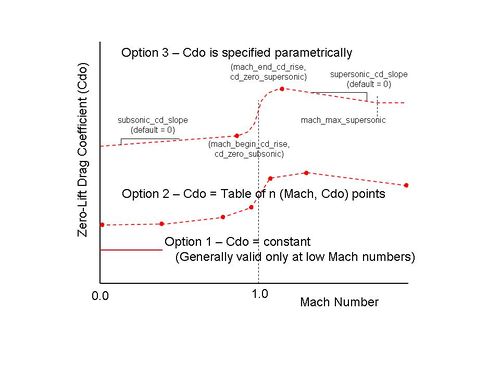 Option 3 – Cdo is specified parametrically
(mach_end_cd_rise,
cd_zero_supersonic)
supersonic_cd_slope
(default = 0)
subsonic_cd_slope
(default = 0)
mach_max_supersonic
(mach_begin_cd_rise,
cd_zero_subsonic)
Zero-Lift Drag Coefficient (Cdo)
Option 2 – Cdo = Table of n (Mach, Cdo) points
Option 1 – Cdo = constant
(Generally valid only at low Mach numbers)
0.0
1.0
Mach Number